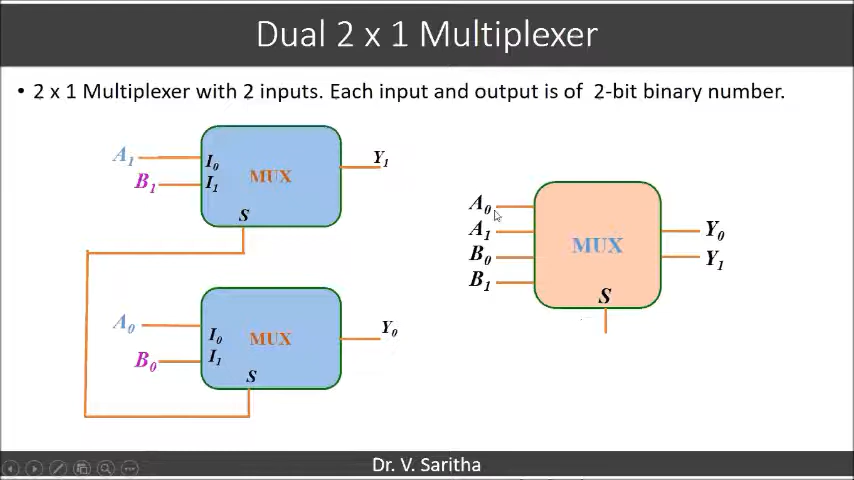 Dual 2 x 1 Multiplexer
• 2 x 1 Multiplexer with 2 inputs. Each input and output is of 2-bit binary number.
A1 I0 Y1
B1 I1 MUX
S
A0 I0 Y0
B0 I1 MUX
S
A0
A1 Y0
B0 MUX Y1
B1
S
Dr. V. Saritha